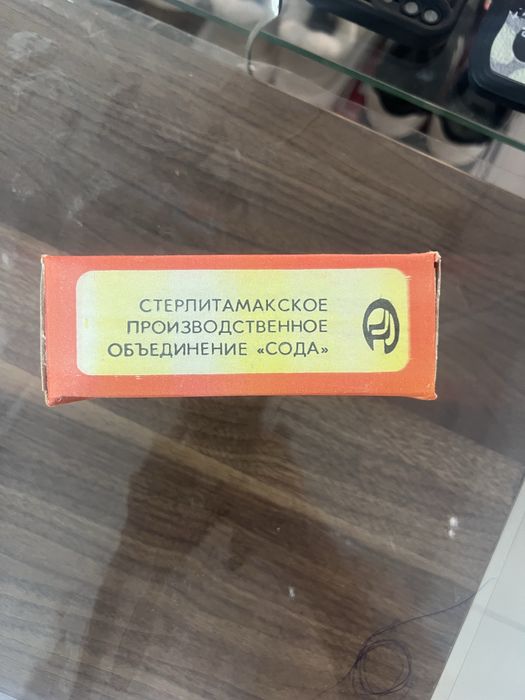 СТЕРЛИТАМАКСКОЕ
ПРОИЗВОДСТВЕННОЕ
ОБЪЕДИНЕНИЕ «СОДА»